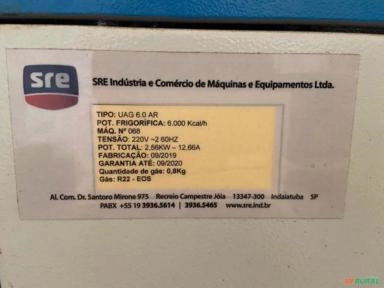 sre
SRE Indústria e Comércio de Máquinas e Equipamentos Ltda.
TIPO: UAG 6.0 AR
POT. FRIGORÍFICA: 6.000 Kcal/h
MÁQ. Nº 068
TENSÃO: 220V ~2 60HZ
POT. TOTAL: 2,56KW – 12,66A
FABRICAÇÃO: 09/2019
GARANTIA ATÉ: 09/2020
Quantidade de gás: 0,8Kg
Gás: R22 - EOS
Al. Com. Dr. Santoro Mirone 975 Recreio Campestre Jóia 13347-300 Indaiatuba SP
PABX +55 19 3936.5614 | 3936.5465 www.sre.ind.br
MFRURAL